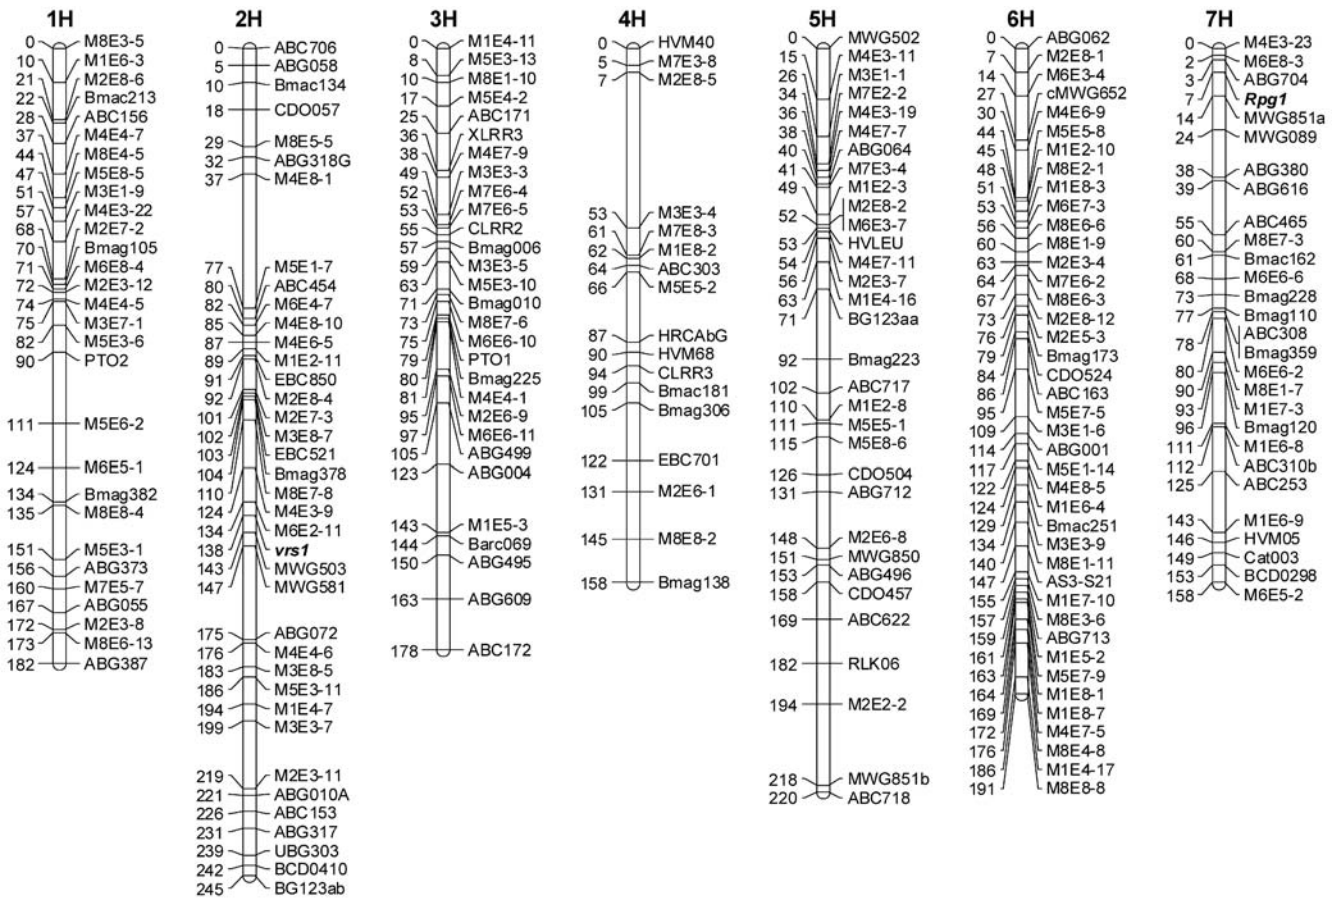 1H
0 M8E3-5
10 M1E6-3
21 M2E8-6
22 Bmac213
28 ABC156
37 M4E4-7
44 M8E4-5
47 M5E8-5
51 M3E1-9
57 M4E3-22
68 M2E7-2
70 Bmag105
71 M6E8-4
72 M2E3-12
74 M4E4-5
75 M3E7-1
82 M5E3-6
90 PTO2
111 M5E6-2
124 M6E5-1
134 Bmag382
135 M8E8-4
151 M5E3-1
156 ABG373
160 M7E5-7
167 ABG055
172 M2E3-8
173 M8E6-13
182 ABG387
2H
0 ABC706
5 ABG058
10 Bmac134
18 CDO057
29 M8E5-5
32 ABG318G
37 M4E8-1
77 M5E1-7
80 ABC454
82 M6E4-7
85 M4E8-10
87 M4E6-5
89 M1E2-11
91 EBC850
92 M2E8-4
101 M2E7-3
102 M3E8-7
103 EBC521
104 Bmag378
110 M8E7-8
124 M4E3-9
134 M6E2-11
138 vrs1
143 MWG503
147 MWG581
175 ABG072
176 M4E4-6
183 M3E8-5
186 M5E3-11
194 M1E4-7
199 M3E3-7
219 M2E3-11
221 ABG010A
226 ABC153
231 ABG317
239 UBG303
242 BCD0410
245 BG123ab
3H
0 M1E4-11
8 M5E3-13
10 M8E1-10
17 M5E4-2
25 ABC171
36 XLRR3
38 M4E7-9
49 M3E3-3
52 M7E6-4
53 M7E6-5
55 CLRR2
57 Bmag006
59 M3E3-5
63 M5E3-10
71 Bmag010
73 M8E7-6
75 M6E6-10
79 PTO1
80 Bmag225
81 M4E4-1
95 M2E6-9
97 M6E6-11
105 ABG499
123 ABG004
143 M1E5-3
144 Barc069
150 ABG495
163 ABG609
178 ABC172
4H
0 HVM40
5 M7E3-8
7 M2E8-5
53 M3E3-4
61 M7E8-3
62 M1E8-2
64 ABC303
66 M5E5-2
87 HRCAbG
90 HVM68
94 CLRR3
99 Bmac181
105 Bmag306
122 EBC701
131 M2E6-1
145 M8E8-2
158 Bmag138
5H
0 MWG502
15 M4E3-11
26 M3E1-1
34 M7E2-2
36 M4E3-19
38 M4E7-7
40 ABG064
41 M7E3-4
49 M1E2-3
52 M2E8-2
M6E3-7
53 HVLEU
54 M4E7-11
56 M2E3-7
63 M1E4-16
71 BG123aa
92 Bmag223
102 ABC717
110 M1E2-8
111 M5E5-1
115 M5E8-6
126 CDO504
131 ABG712
148 M2E6-8
151 MWG850
153 ABG496
158 CDO457
169 ABC622
182 RLK06
194 M2E2-2
218 MWG851b
220 ABC718
6H
0 ABG062
7 M2E8-1
14 M6E3-4
27 cMWG652
30 M4E6-9
44 M5E5-8
45 M1E2-10
48 M8E2-1
51 M1E8-3
53 M6E7-3
56 M8E6-6
60 M8E1-9
63 M2E3-4
64 M7E6-2
67 M8E6-3
73 M2E8-12
76 M2E5-3
79 Bmag173
84 CDO524
86 ABC163
95 M5E7-5
109 M3E1-6
114 ABG001
117 M5E1-14
122 M4E8-5
124 M1E6-4
129 Bmac251
134 M3E3-9
140 M8E1-11
147 AS3-S21
155 M1E7-10
157 M8E3-6
159 ABG713
161 M1E5-2
163 M5E7-9
164 M1E8-1
169 M1E8-7
172 M4E7-5
176 M8E4-8
186 M1E4-17
191 M8E8-8
7H
0 M4E3-23
2 M6E8-3
3 ABG704
7 Rpg1
14 MWG851a
24 MWG089
38 ABG380
39 ABG616
55 ABC465
60 M8E7-3
61 Bmac162
68 M6E6-6
73 Bmag228
77 Bmag110
78 ABC308
Bmag359
80 M6E6-2
90 M8E1-7
93 M1E7-3
96 Bmag120
111 M1E6-8
112 ABC310b
125 ABC253
143 M1E6-9
146 HVM05
149 Cat003
153 BCD0298
158 M6E5-2